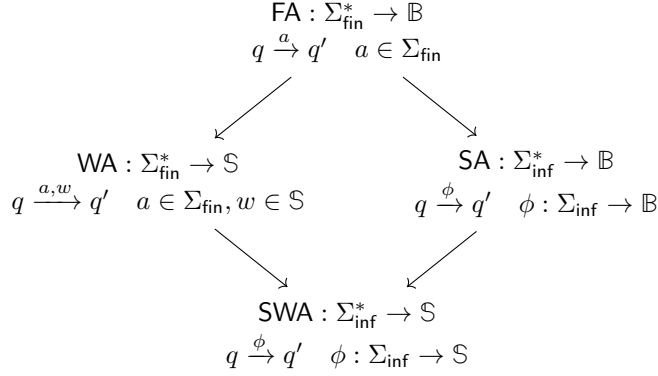 FA : Σ*_fin → 𝔹
q —a→ q′ a ∈ Σ_fin
WA : Σ*_fin → 𝕊
q —a,w→ q′ a ∈ Σ_fin, w ∈ 𝕊
SA : Σ*_inf → 𝔹
q —ϕ→ q′ ϕ : Σ_inf → 𝔹
SWA : Σ*_inf → 𝕊
q —ϕ→ q′ ϕ : Σ_inf → 𝕊